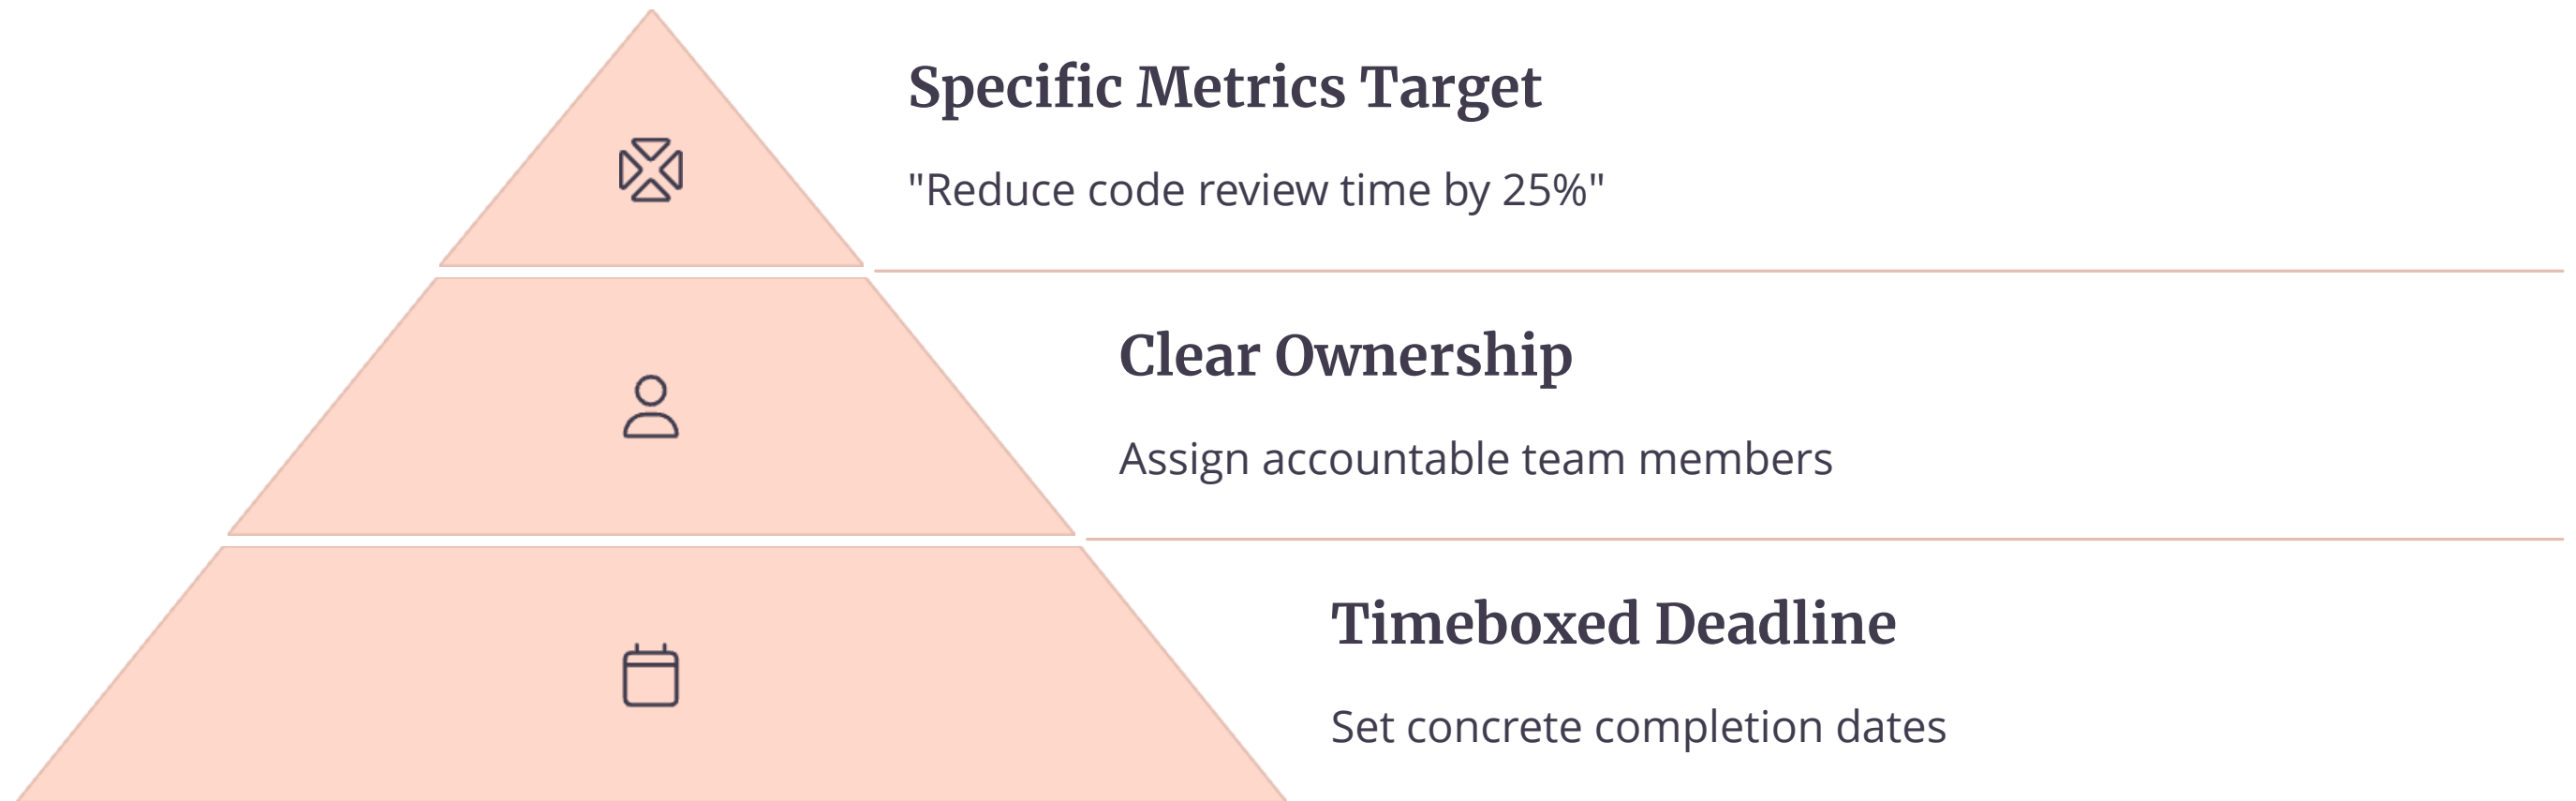 Specific Metrics Target
"Reduce code review time by 25%"
Clear Ownership
Assign accountable team members
Timeboxed Deadline
Set concrete completion dates